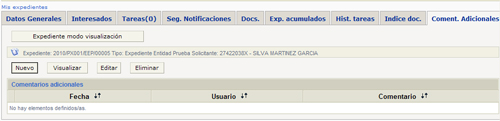 Mis expedientes
Datos Generales Interesados Tareas(0) Seg. Notificaciones Docs. Exp. acumulados Hist. tareas Indice doc. Coment. Adicionales
Expediente modo visualización
Expediente: 2010/PX001/EEPI00005 Tipo: Expediente Entidad Prueba Solicitante: 27422038X - SILVA MARTINEZ GARCIA
Nuevo Visualizar Editar Eliminar
Comentarios adicionales
Fecha Usuario Comentario
No hay elementos definidos/as.